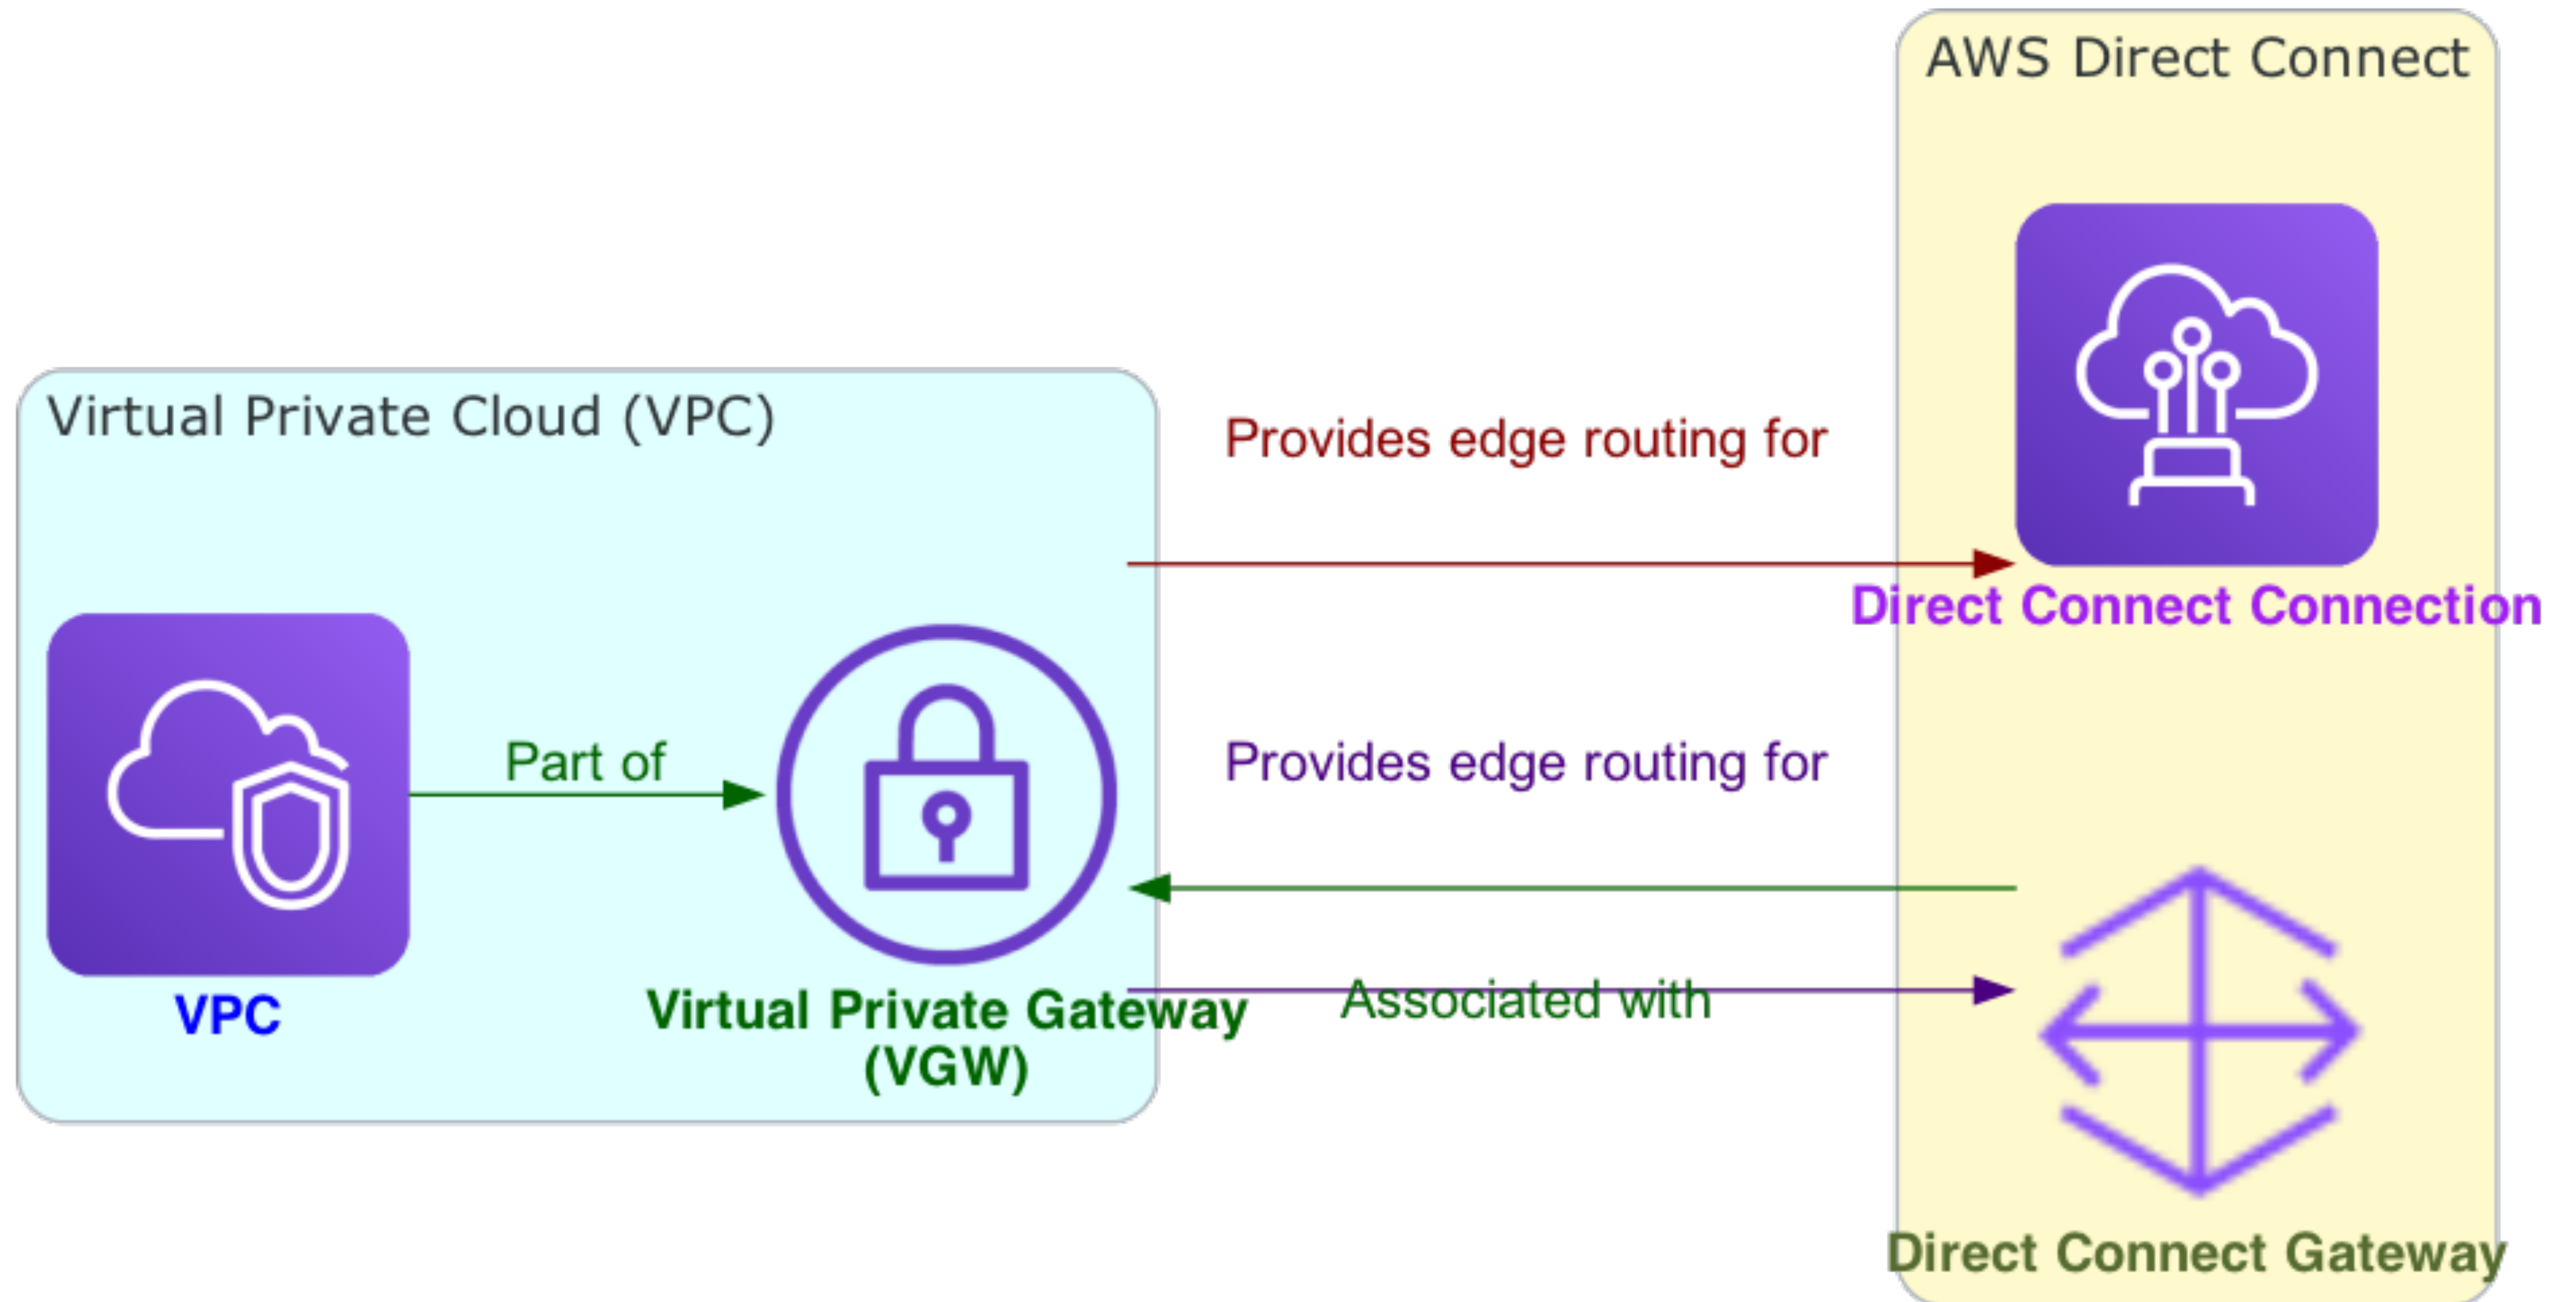 AWS Direct Connect
Virtual Private Cloud (VPC)
Provides edge routing for
Direct Connect Connection
Part of
Provides edge routing for
VPC
Virtual Private Gateway
(VGW)
Associated with
Direct Connect Gateway